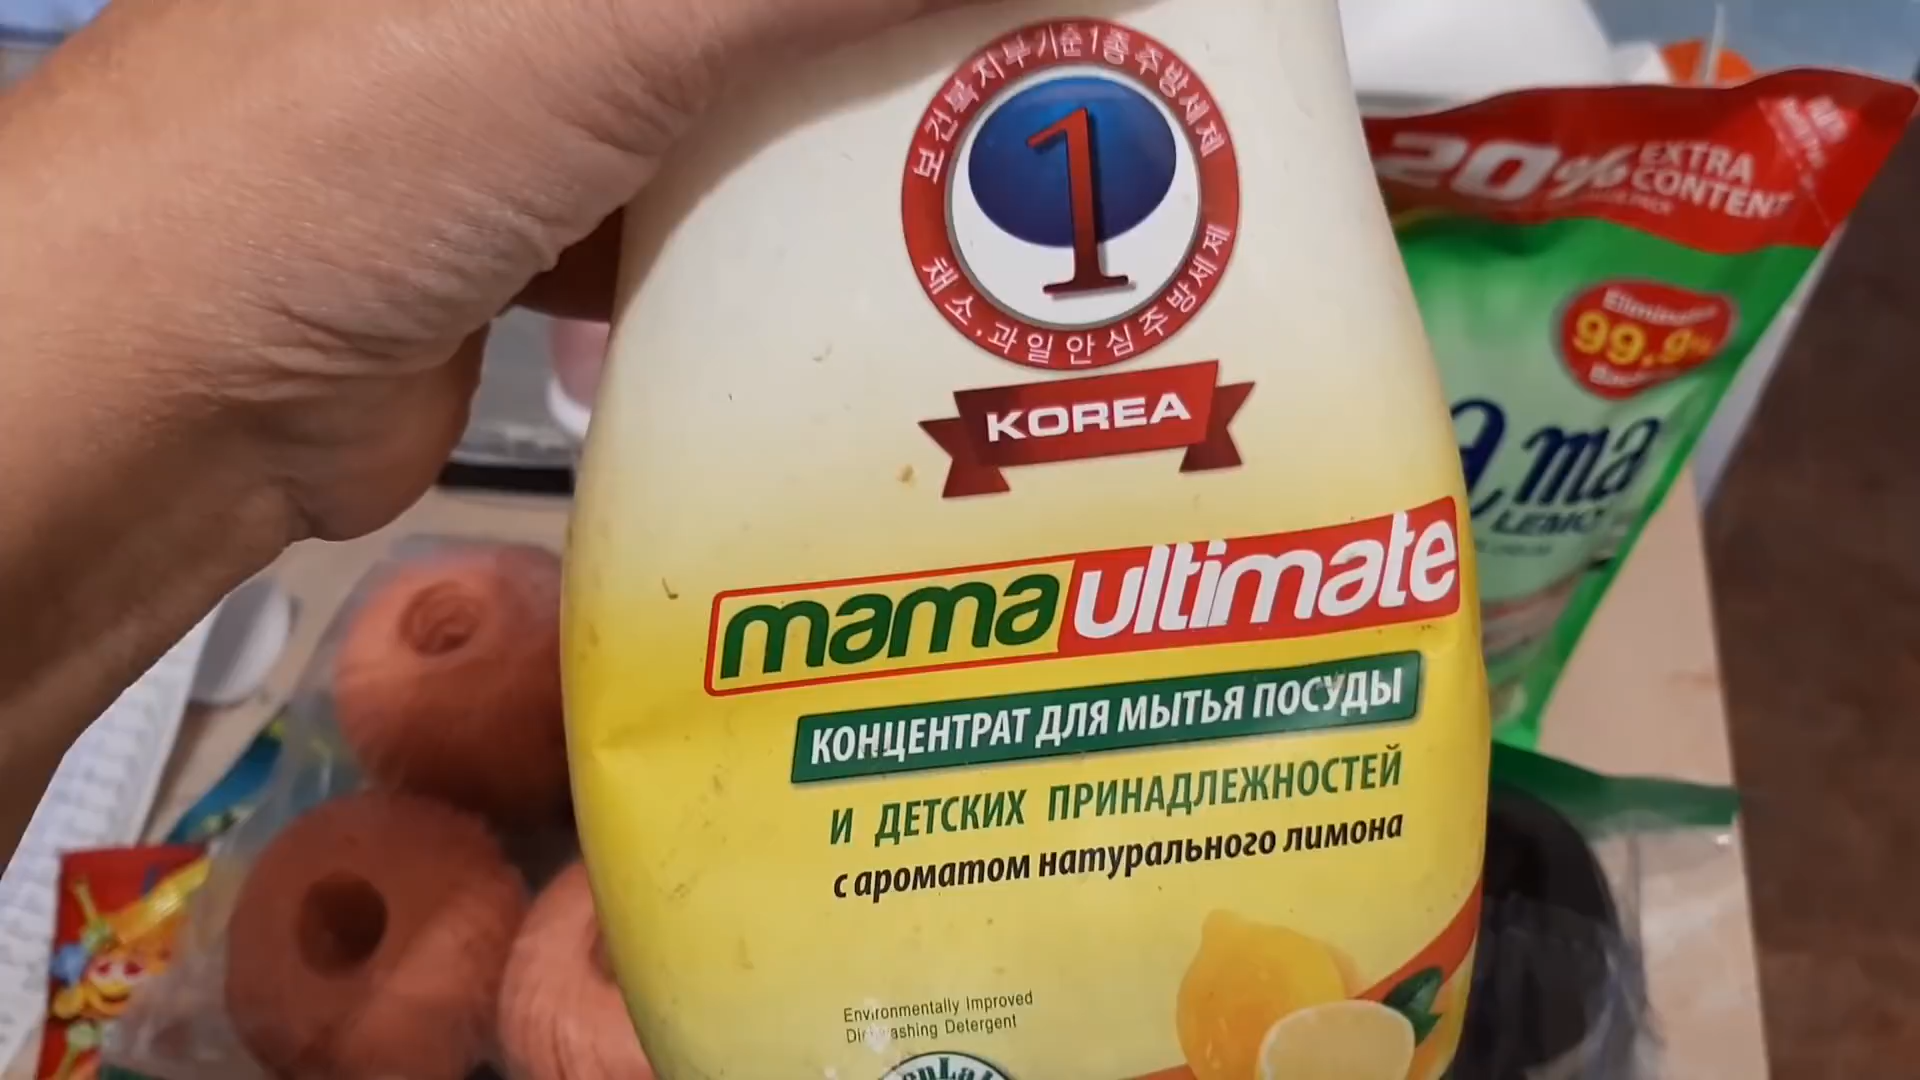 보건복지부기준1종주방세제
1
채소,과일안심주방세제
KOREA
mama ultimate
КОНЦЕНТРАТ ДЛЯ МЫТЬЯ ПОСУДЫ
И ДЕТСКИХ ПРИНАДЛЕЖНОСТЕЙ
с ароматом натурального лимона
Environmentally Improved
Detergent
20% EXTRA
CONTENT
Eliminates
99.9%
ma